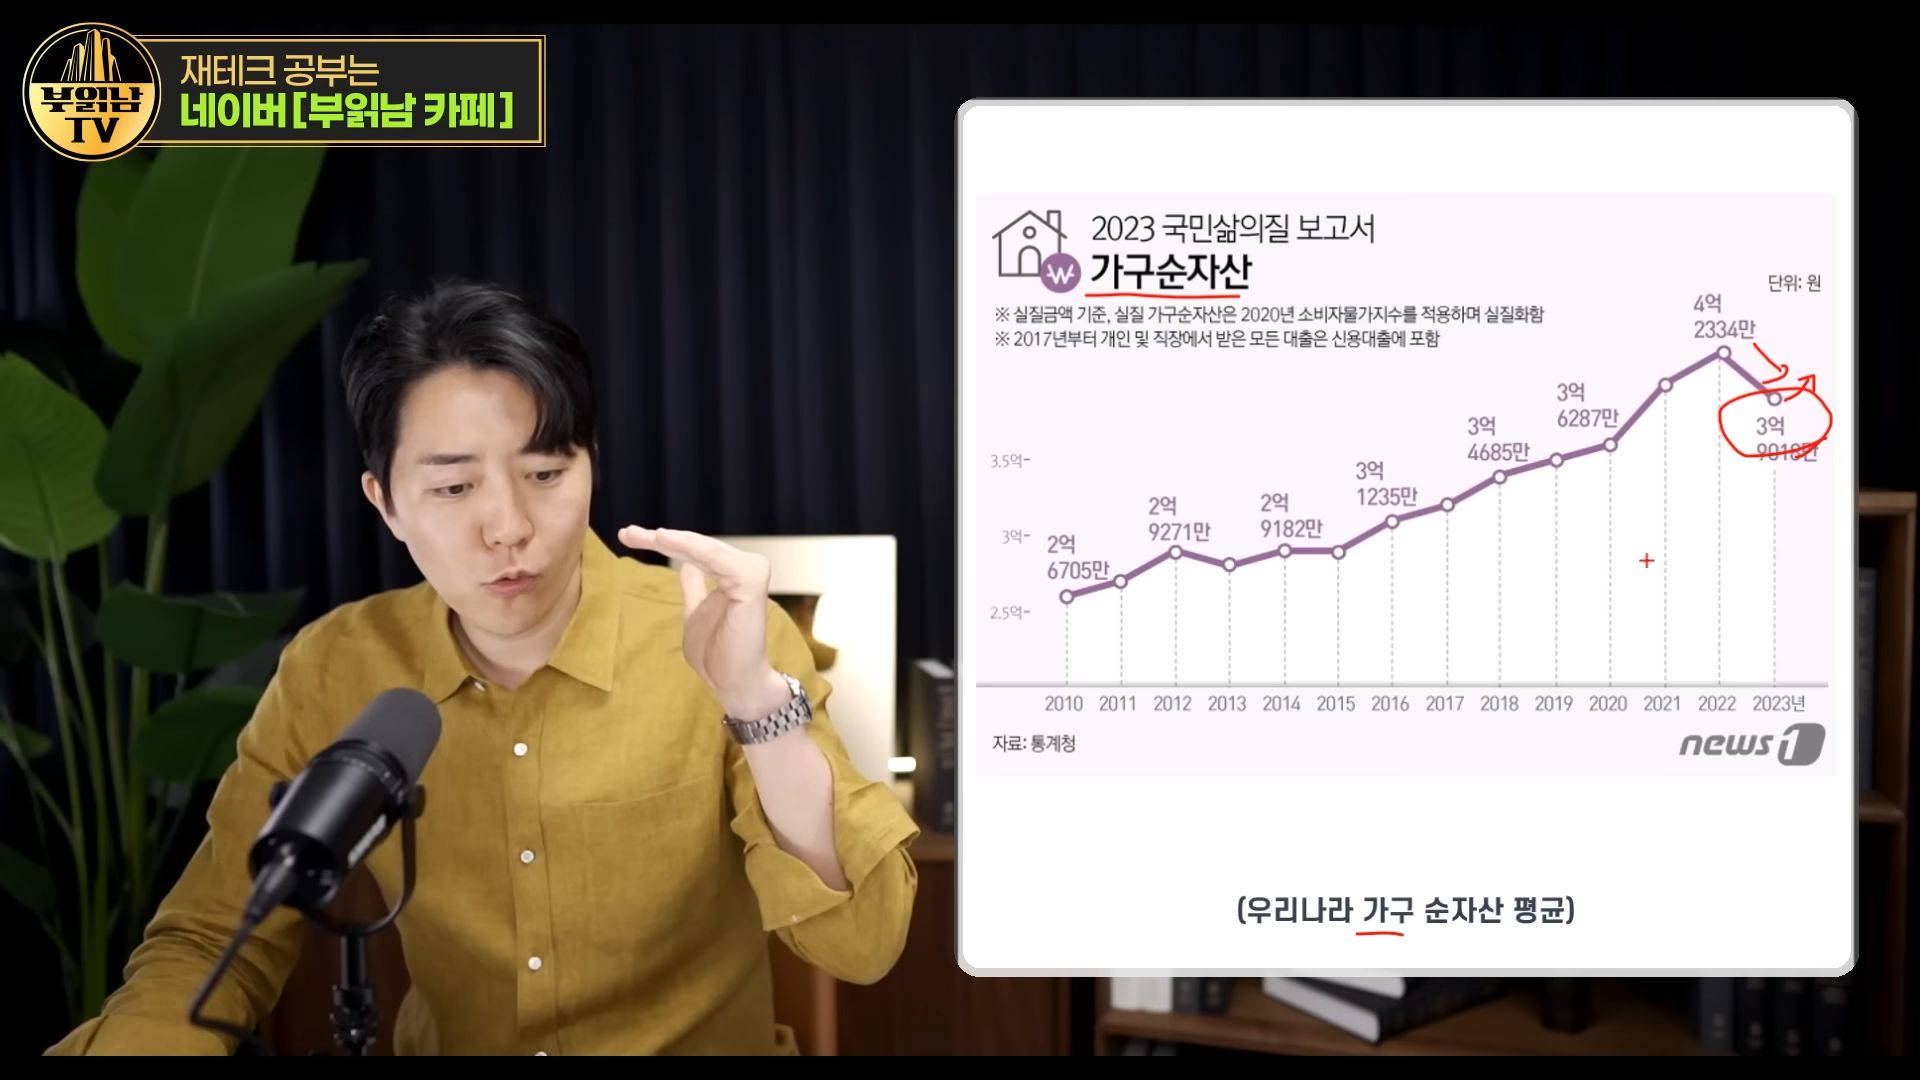 부읽남
TV
재테크 공부는
네이버 [부읽남 카페]
2023 국민삶의질 보고서
₩
가구순자산
단위: 원
※ 실질금액 기준, 실질 가구순자산은 2020년 소비자물가지수를 적용하며 실질화함
※ 2017년부터 개인 및 직장에서 받은 모든 대출은 신용대출에 포함
4억
2334만
3억
9018만
3억
6287만
3억
4685만
3억
1235만
2억
9182만
2억
9271만
2억
6705만
3.5억
3억
2.5억
2010 2011 2012 2013 2014 2015 2016 2017 2018 2019 2020 2021 2022 2023년
자료: 통계청
news1
(우리나라 가구 순자산 평균)